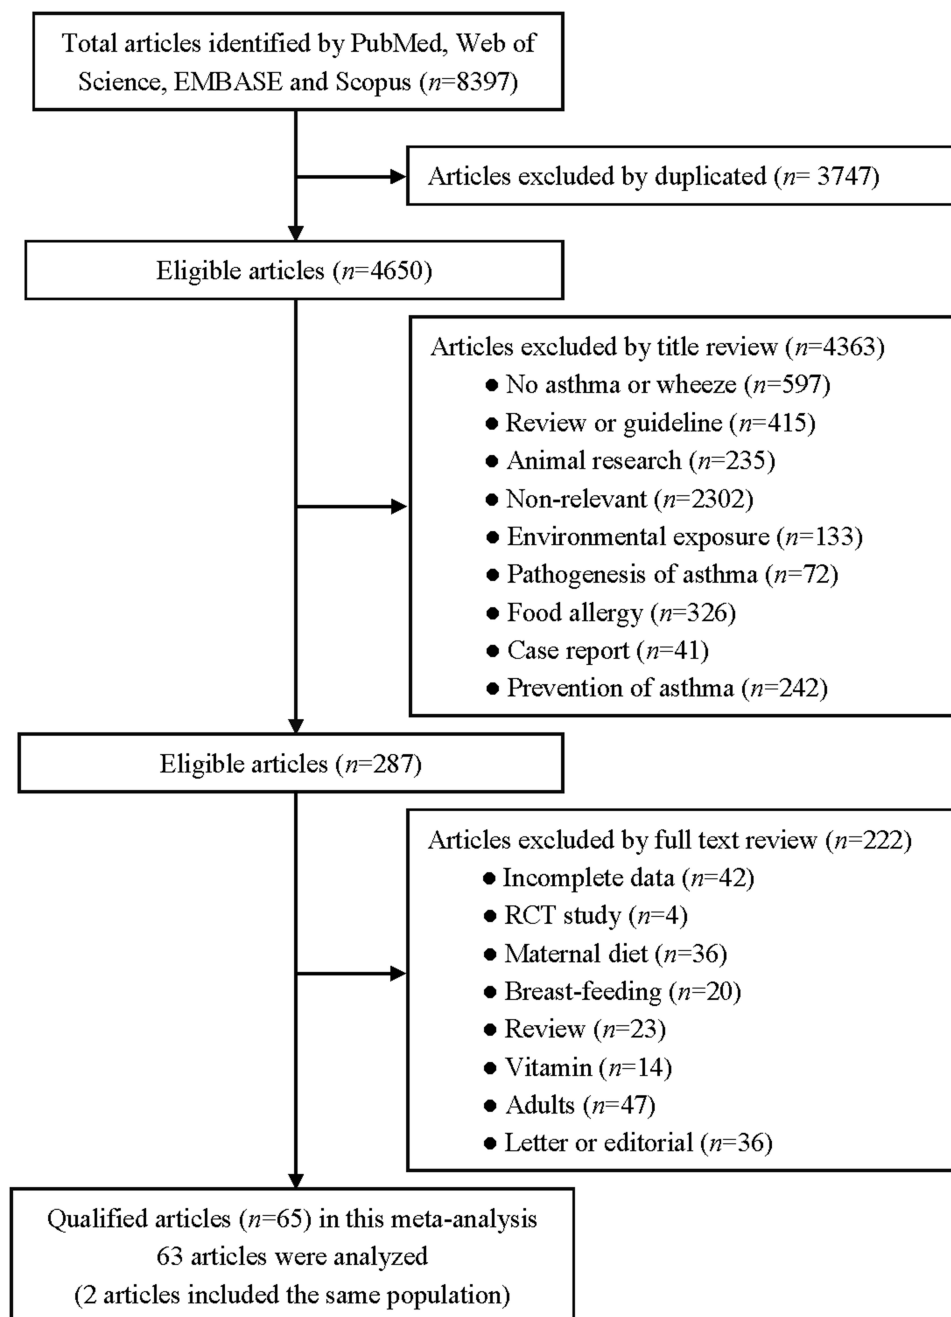 Total articles identified by PubMed, Web of
Science, EMBASE and Scopus (n=8397)
Articles excluded by duplicated (n= 3747)
Eligible articles (n=4650)
Articles excluded by title review (n=4363)
● No asthma or wheeze (n=597)
● Review or guideline (n=415)
● Animal research (n=235)
● Non-relevant (n=2302)
● Environmental exposure (n=133)
● Pathogenesis of asthma (n=72)
● Food allergy (n=326)
● Case report (n=41)
● Prevention of asthma (n=242)
Eligible articles (n=287)
Articles excluded by full text review (n=222)
● Incomplete data (n=42)
● RCT study (n=4)
● Maternal diet (n=36)
● Breast-feeding (n=20)
● Review (n=23)
● Vitamin (n=14)
● Adults (n=47)
● Letter or editorial (n=36)
Qualified articles (n=65) in this meta-analysis
63 articles were analyzed
(2 articles included the same population)